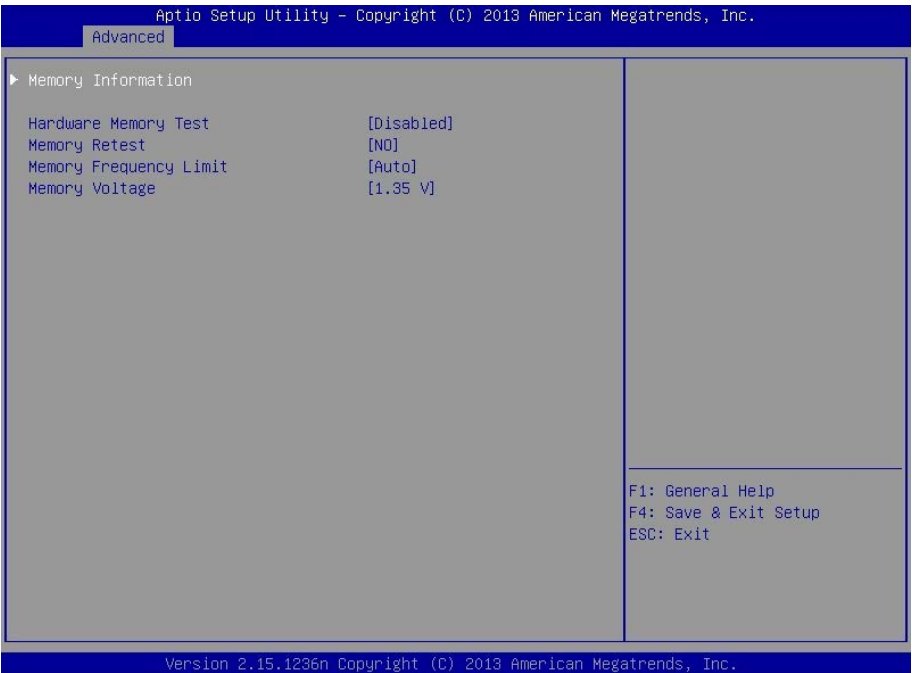 Aptio Setup Utility – Copyright (C) 2013 American Megatrends, Inc.
Advanced
Memory Information
Hardware Memory Test [Disabled]
Memory Retest [NO]
Memory Frequency Limit [Auto]
Memory Voltage [1.35 V]
F1: General Help
F4: Save & Exit Setup
ESC: Exit
Version 2.15.1236n Copyright (C) 2013 American Megatrends, Inc.